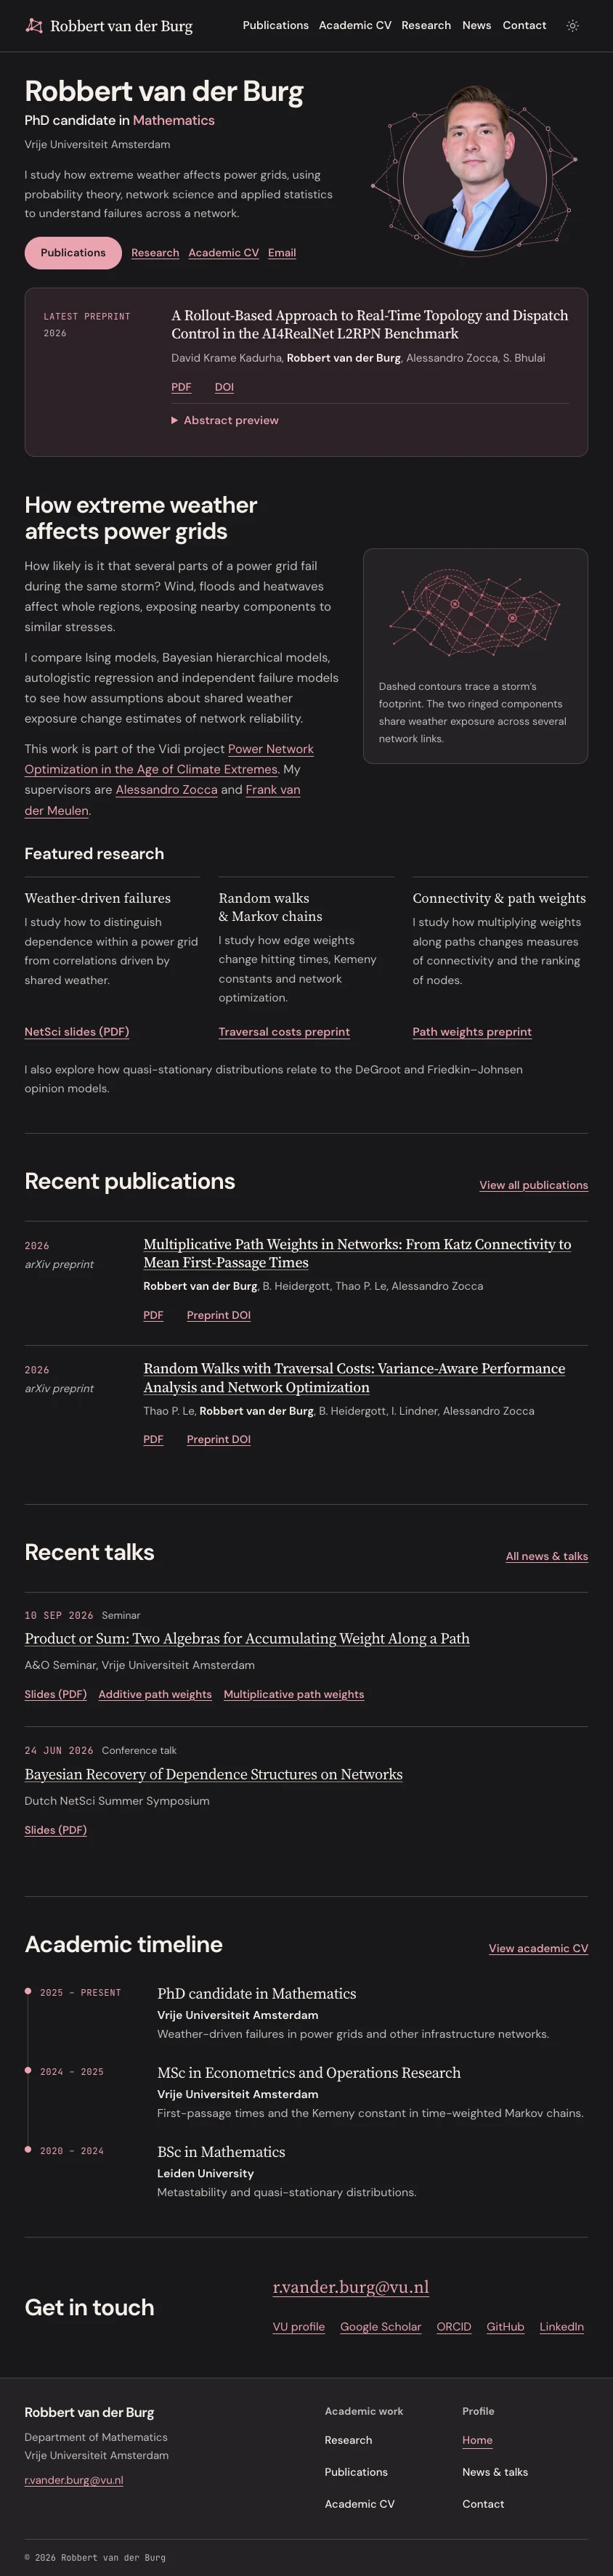 Robbert van der Burg
Publications Academic CV Research News Contact
Robbert van der Burg
PhD candidate in Mathematics
Vrije Universiteit Amsterdam
I study how extreme weather affects power grids, using
probability theory, network science and applied statistics
to understand failures across a network.
Publications Research Academic CV Email
LATEST PREPRINT
2026
A Rollout-Based Approach to Real-Time Topology and Dispatch
Control in the AI4RealNet L2RPN Benchmark
David Krame Kadurha, Robbert van der Burg, Alessandro Zocca, S. Bhulai
PDF DOI
Abstract preview
How extreme weather
affects power grids
How likely is it that several parts of a power grid fail
during the same storm? Wind, floods and heatwaves
affect whole regions, exposing nearby components to
similar stresses.
I compare Ising models, Bayesian hierarchical models,
autologistic regression and independent failure models
to see how assumptions about shared weather
exposure change estimates of network reliability.
This work is part of the Vidi project Power Network
Optimization in the Age of Climate Extremes. My
supervisors are Alessandro Zocca and Frank van
der Meulen.
Dashed contours trace a storm's
footprint. The two ringed components
share weather exposure across several
network links.
Featured research
Weather-driven failures
I study how to distinguish
dependence within a power grid
from correlations driven by
shared weather.
NetSci slides (PDF)
Random walks
& Markov chains
I study how edge weights
change hitting times, Kemeny
constants and network
optimization.
Traversal costs preprint
Connectivity & path weights
I study how multiplying weights
along paths changes measures
of connectivity and the ranking
of nodes.
Path weights preprint
I also explore how quasi-stationary distributions relate to the DeGroot and Friedkin–Johnsen
opinion models.
Recent publications
View all publications
2026
arXiv preprint
Multiplicative Path Weights in Networks: From Katz Connectivity to
Mean First-Passage Times
Robbert van der Burg, B. Heidergott, Thao P. Le, Alessandro Zocca
PDF Preprint DOI
2026
arXiv preprint
Random Walks with Traversal Costs: Variance-Aware Performance
Analysis and Network Optimization
Thao P. Le, Robbert van der Burg, B. Heidergott, I. Lindner, Alessandro Zocca
PDF Preprint DOI
Recent talks
All news & talks
10 SEP 2026 Seminar
Product or Sum: Two Algebras for Accumulating Weight Along a Path
A&O Seminar, Vrije Universiteit Amsterdam
Slides (PDF) Additive path weights Multiplicative path weights
24 JUN 2026 Conference talk
Bayesian Recovery of Dependence Structures on Networks
Dutch NetSci Summer Symposium
Slides (PDF)
Academic timeline
View academic CV
2025 – PRESENT
PhD candidate in Mathematics
Vrije Universiteit Amsterdam
Weather-driven failures in power grids and other infrastructure networks.
2024 – 2025
MSc in Econometrics and Operations Research
Vrije Universiteit Amsterdam
First-passage times and the Kemeny constant in time-weighted Markov chains.
2020 – 2024
BSc in Mathematics
Leiden University
Metastability and quasi-stationary distributions.
Get in touch
r.vander.burg@vu.nl
VU profile Google Scholar ORCID GitHub LinkedIn
Robbert van der Burg
Department of Mathematics
Vrije Universiteit Amsterdam
r.vander.burg@vu.nl
Academic work
Research
Publications
Academic CV
Profile
Home
News & talks
Contact
© 2026 Robbert van der Burg